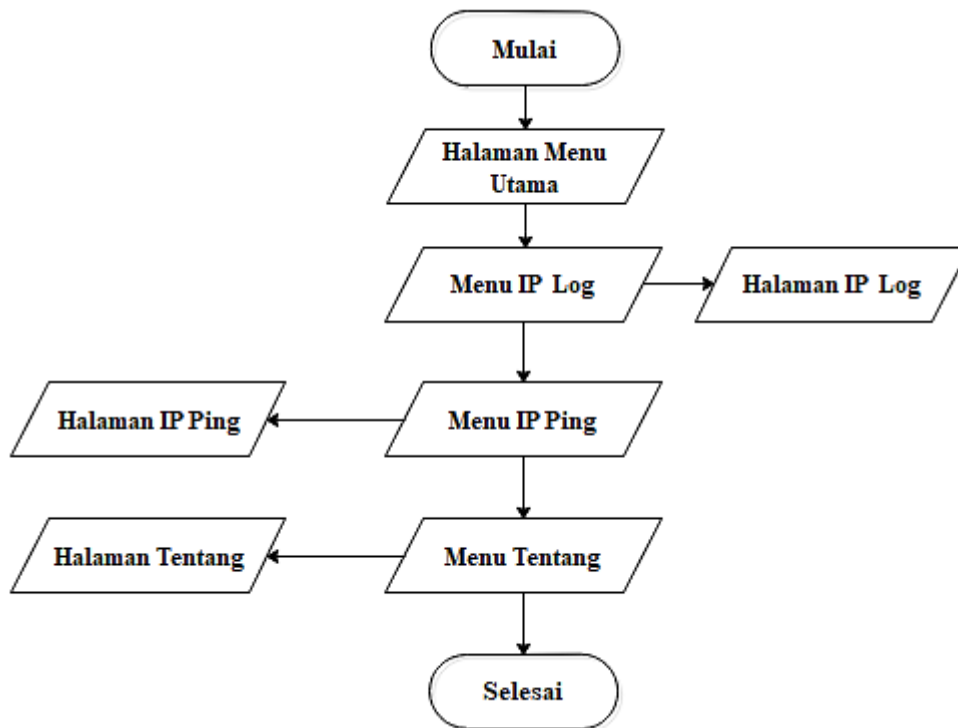 Mulai
Halaman Menu
Utama
Menu IP Log
Halaman IP Log
Halaman IP Ping
Menu IP Ping
Halaman Tentang
Menu Tentang
Selesai